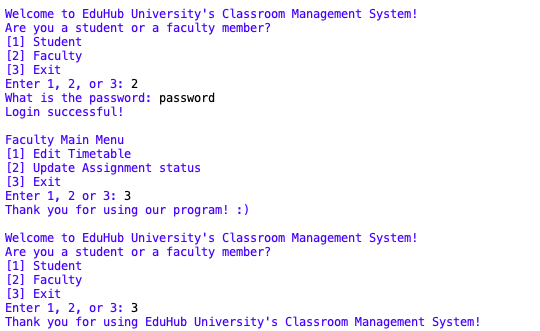 Welcome to EduHub University's Classroom Management System!
Are you a student or a faculty member?
[1] Student
[2] Faculty
[3] Exit
Enter 1, 2, or 3: 2
What is the password: password
Login successful!

Faculty Main Menu
[1] Edit Timetable
[2] Update Assignment status
[3] Exit
Enter 1, 2 or 3: 3
Thank you for using our program! :)

Welcome to EduHub University's Classroom Management System!
Are you a student or a faculty member?
[1] Student
[2] Faculty
[3] Exit
Enter 1, 2, or 3: 3
Thank you for using EduHub University's Classroom Management System!